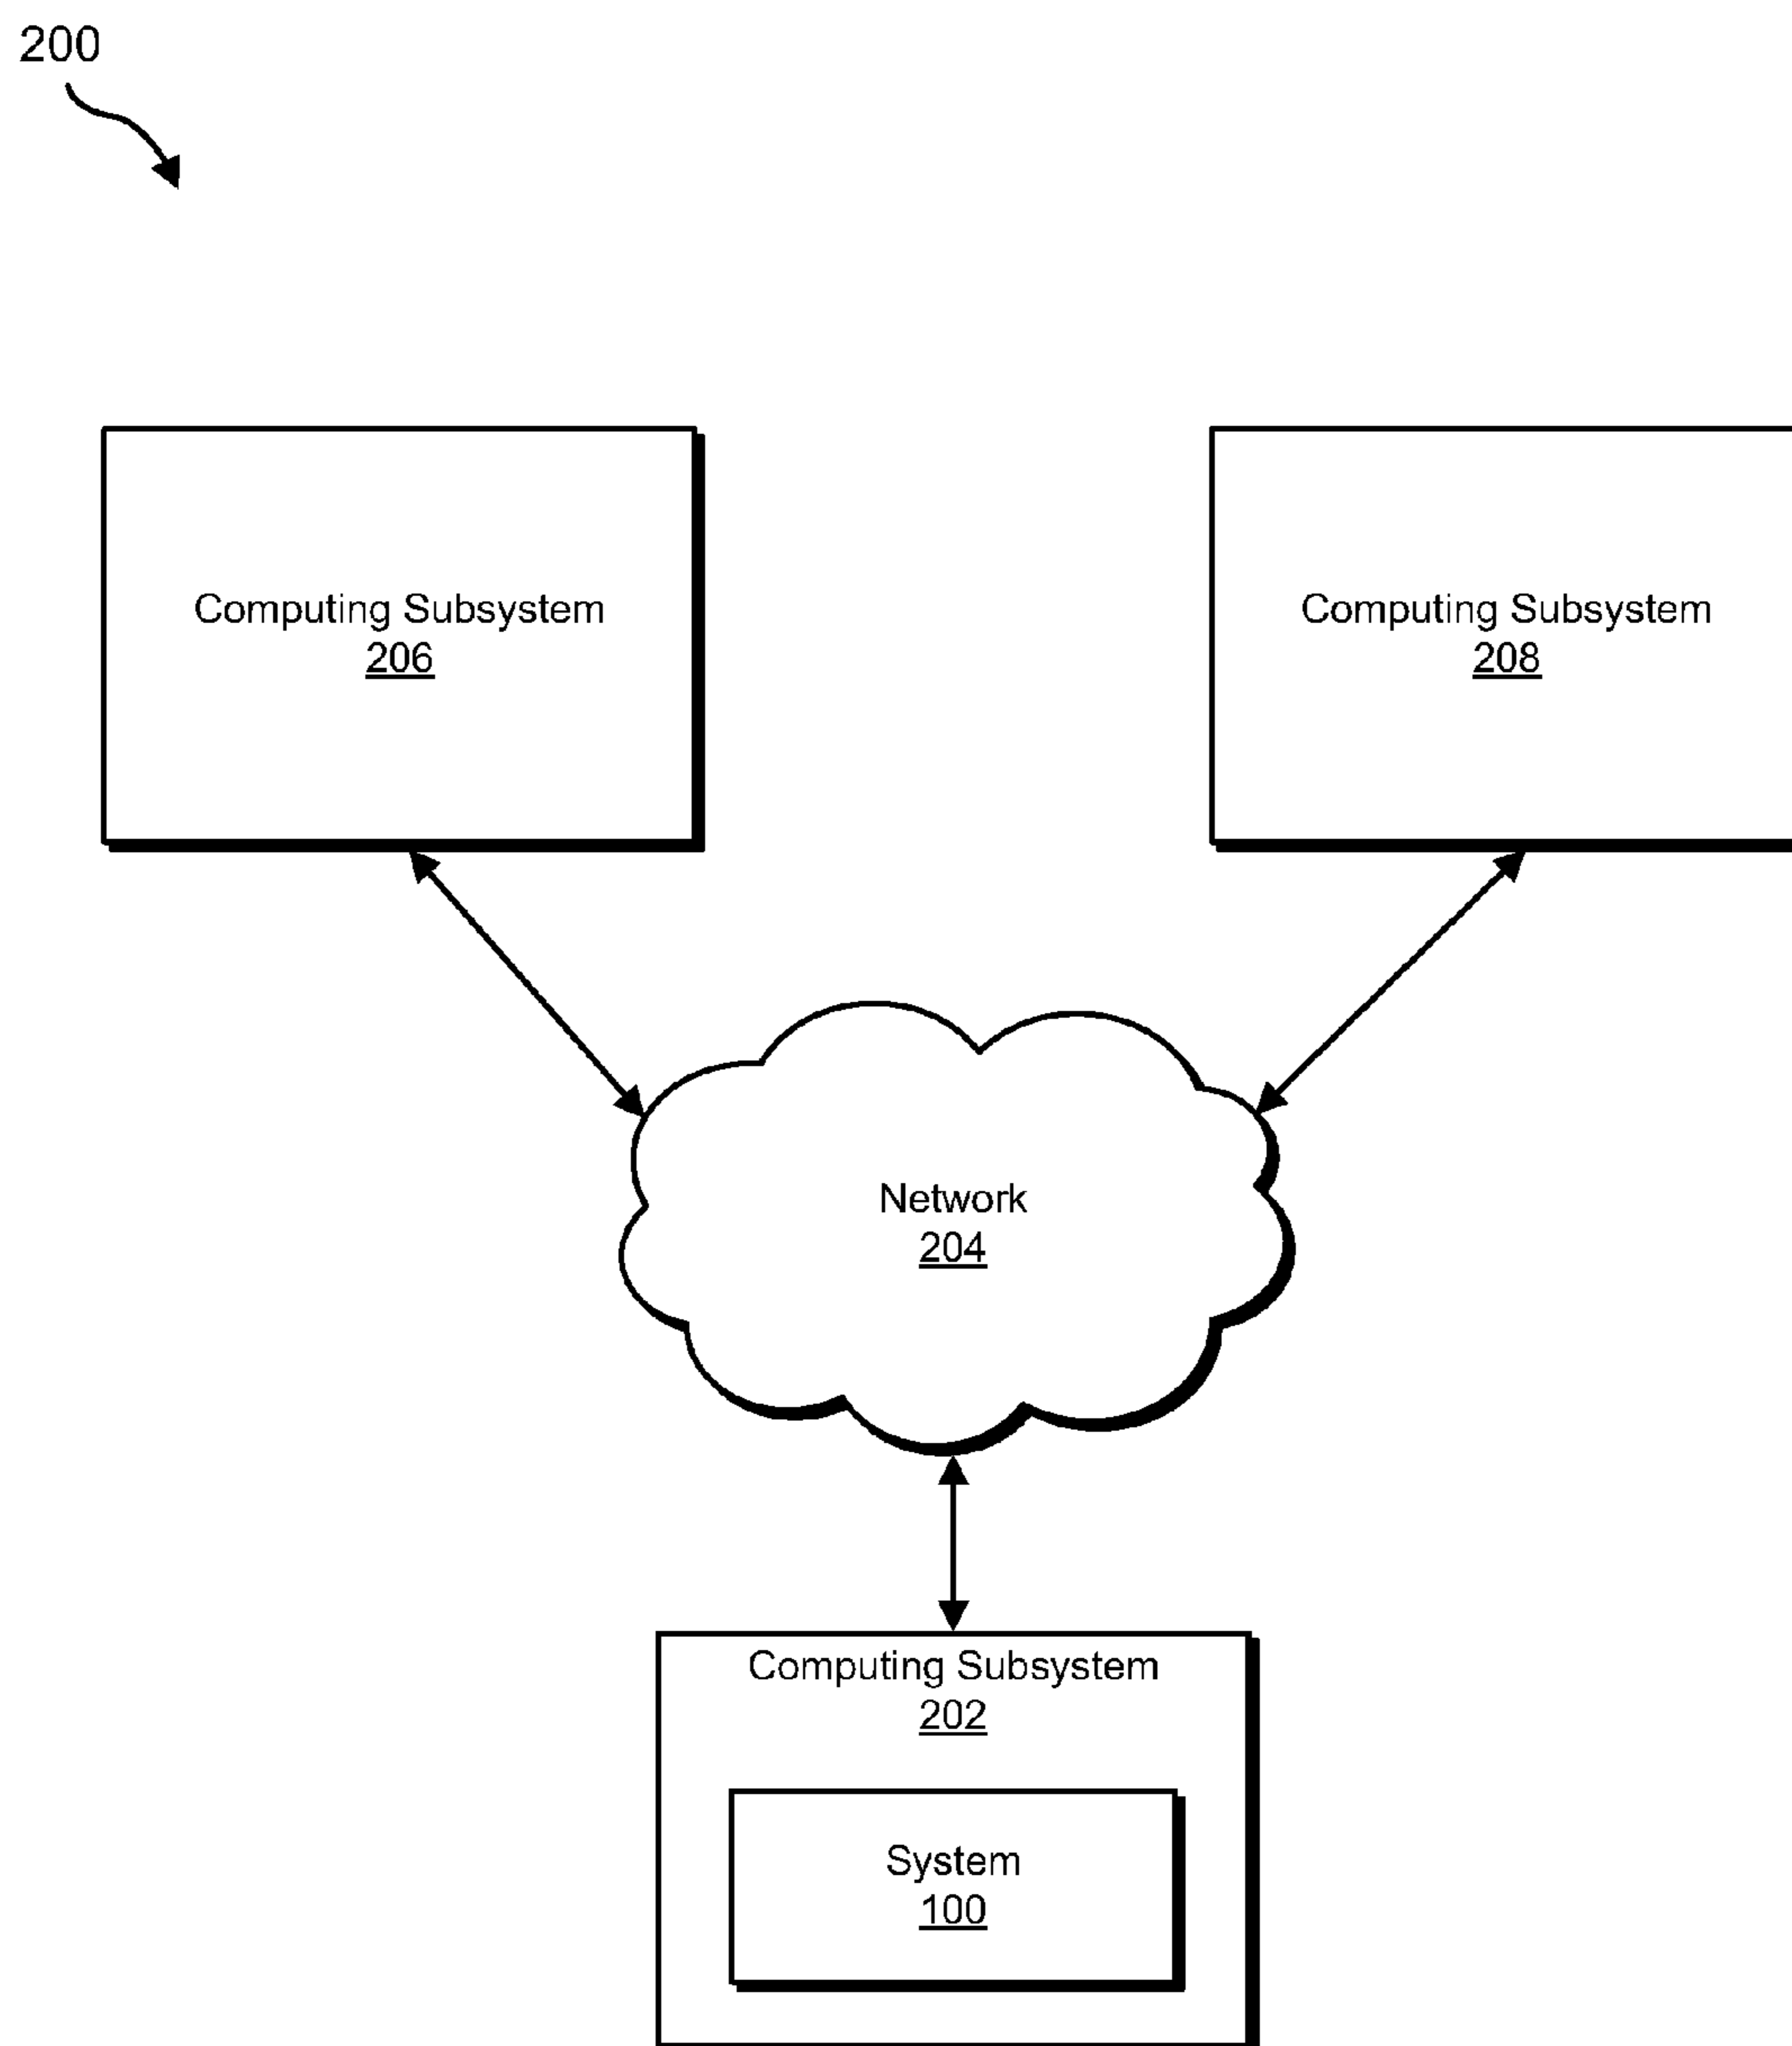 200
Computing Subsystem
206
Computing Subsystem
208
Network
204
Computing Subsystem
202
System
100